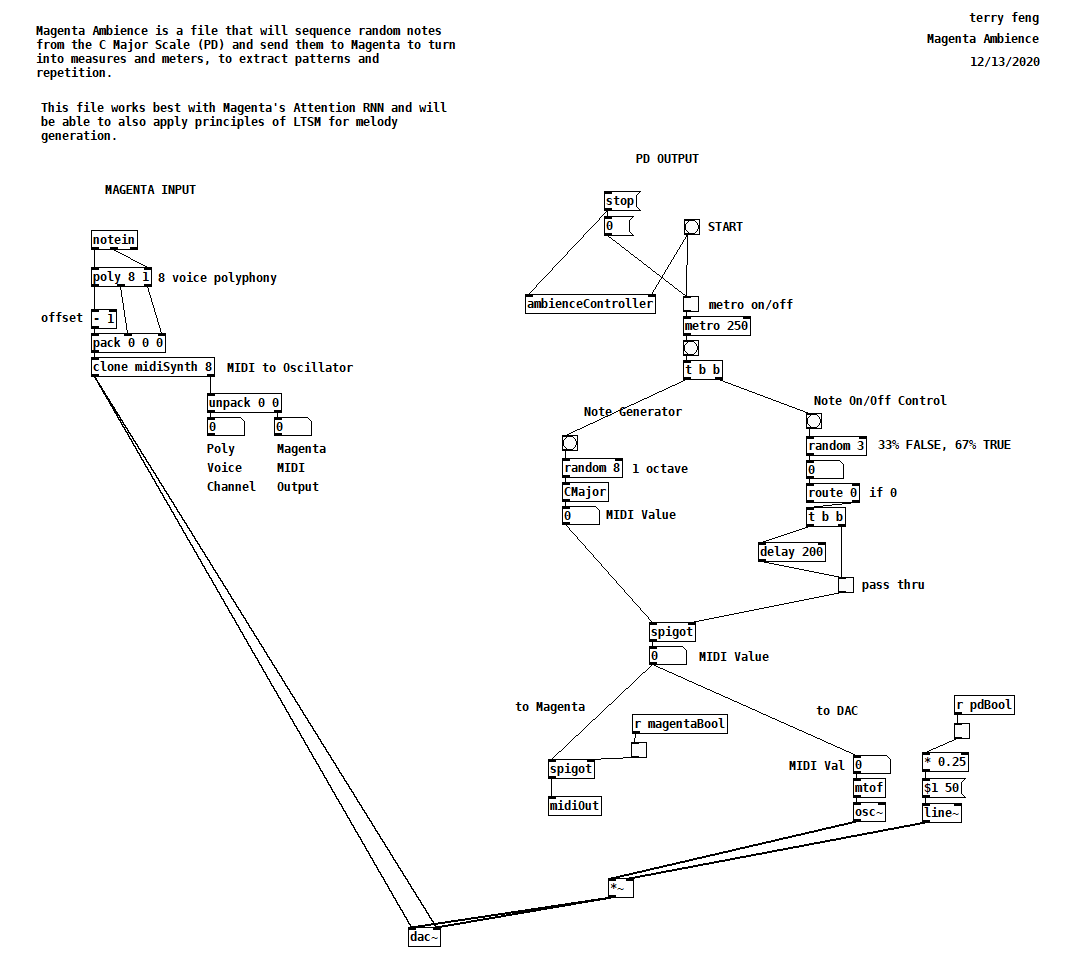 terry feng
Magenta Ambience
12/13/2020
Magenta Ambience is a file that will sequence random notes
from the C Major Scale (PD) and send them to Magenta to turn
into measures and meters, to extract patterns and
repetition.
This file works best with Magenta's Attention RNN and will
be able to also apply principles of LTSM for melody
generation.
MAGENTA INPUT
notein
poly 8 1
8 voice polyphony
offset
- 1
pack 0 0 0
clone midiSynth 8
MIDI to Oscillator
unpack 0 0
0
0
Poly
Voice
Channel
Magenta
MIDI
Output
PD OUTPUT
stop
0
START
ambienceController
metro on/off
metro 250
t b b
Note Generator
random 8
1 octave
CMajor
0
MIDI Value
Note On/Off Control
random 3
33% FALSE, 67% TRUE
0
route 0
if 0
t b b
delay 200
pass thru
spigot
0
MIDI Value
to Magenta
r magentaBool
spigot
midiOut
to DAC
MIDI Val
0
mtof
osc~
r pdBool
* 0.25
$1 50
line~
*~
dac~